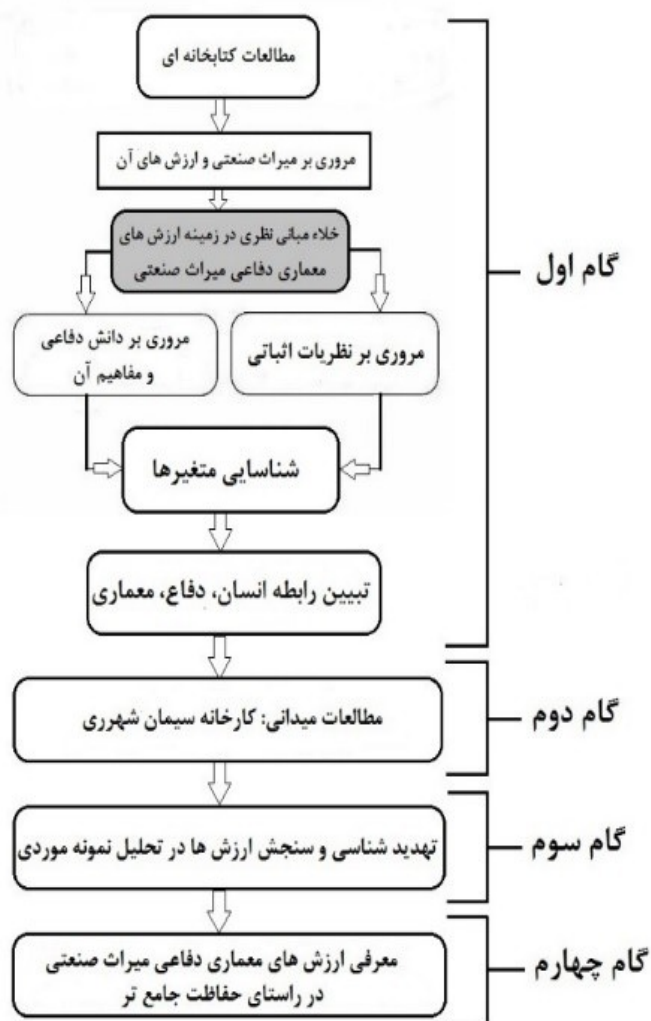 مطالعات کتابخانه ای
مروری بر میراث صنعتی و ارزش های آن
خلاء مبانی نظری در زمینه ارزش های
معماری دفاعی میراث صنعتی
گام اول
مروری بر نظریات اثباتی
مروری بر دانش دفاعی
و مفاهیم آن
شناسایی متغیرها
تبیین رابطه انسان، دفاع، معماری
گام دوم
مطالعات میدانی: کارخانه سیمان شهرری
گام سوم
تهدید شناسی و سنجش ارزش ها در تحلیل نمونه موردی
گام چهارم
معرفی ارزش های معماری دفاعی میراث صنعتی
در راستای حفاظت جامع تر